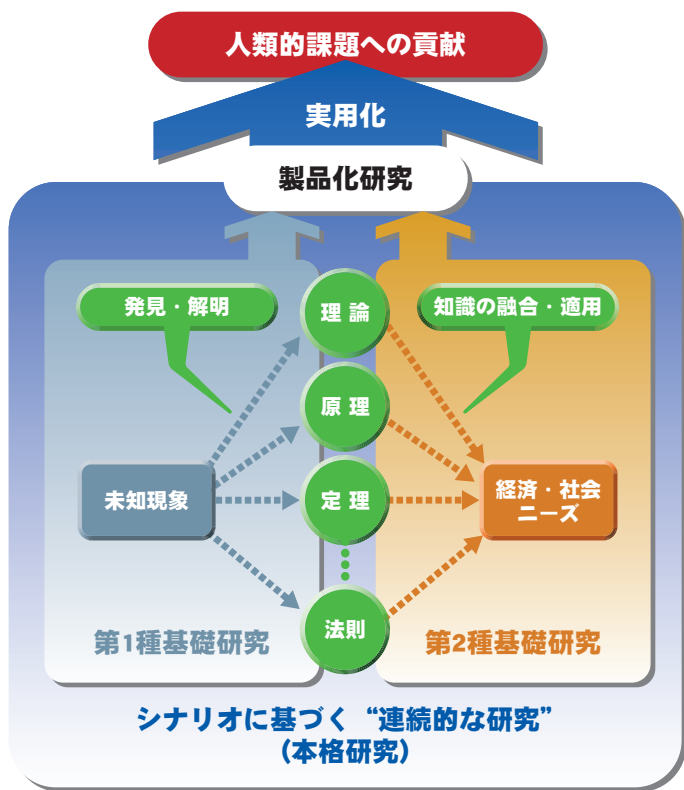 人類的課題への貢献
実用化
製品化研究
発見・解明
理論
知識の融合・適用
原理
未知現象
定理
経済・社会
ニーズ
法則
第1種基礎研究
第2種基礎研究
シナリオに基づく“連続的な研究”
(本格研究)